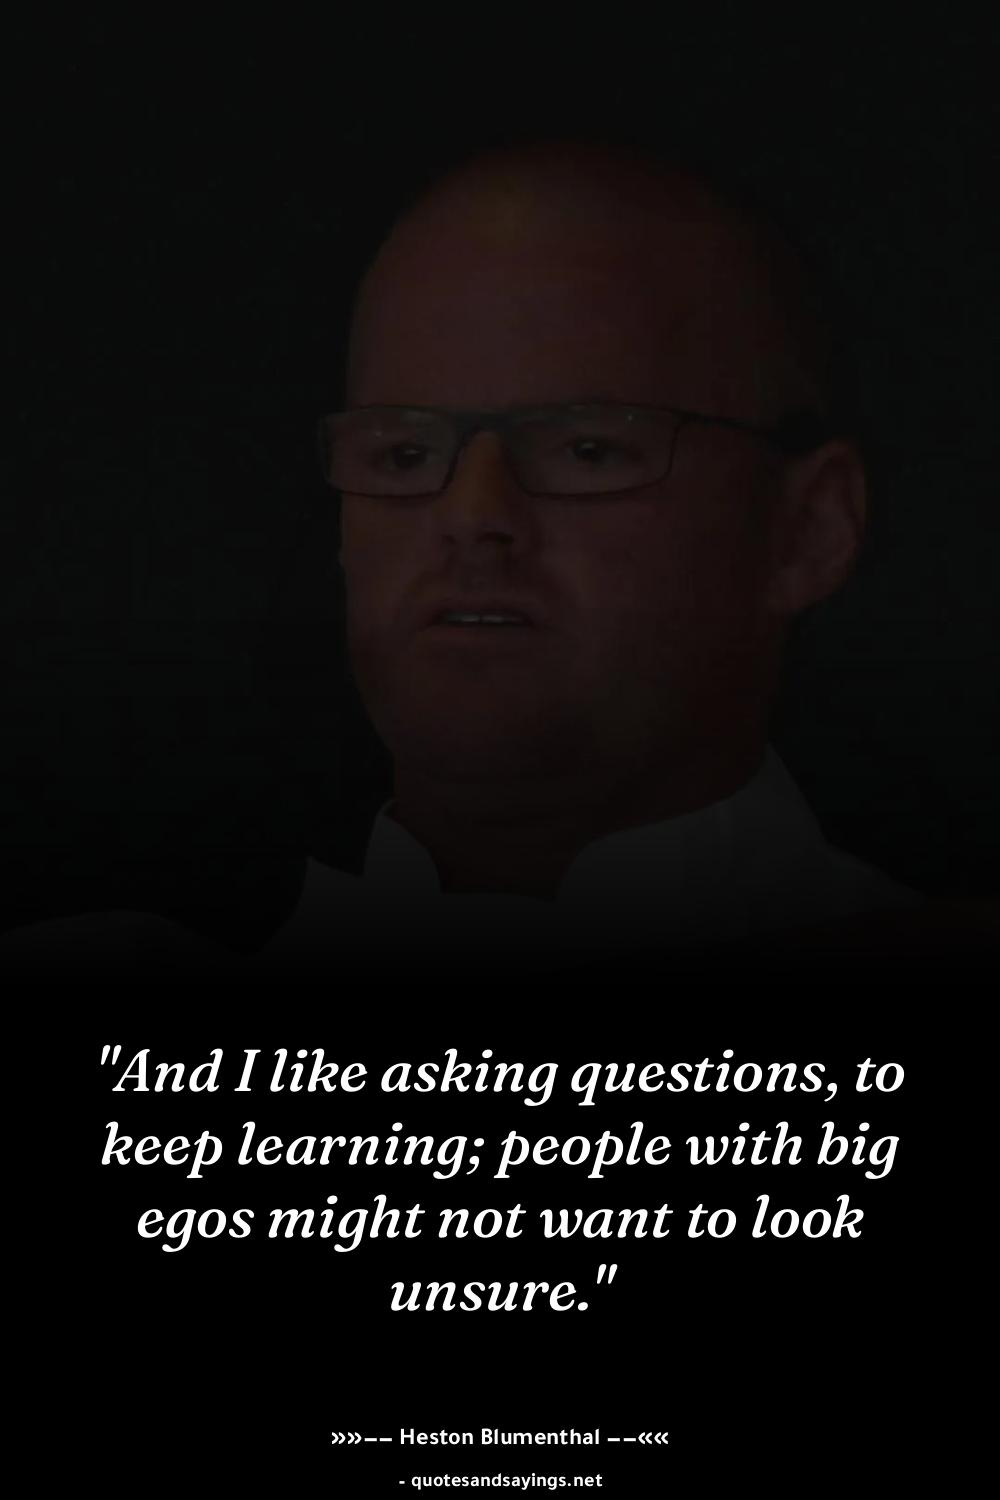 "And I like asking questions, to
keep learning; people with big
egos might not want to look
unsure."
»»−− Heston Blumenthal −−««
- quotesandsayings.net